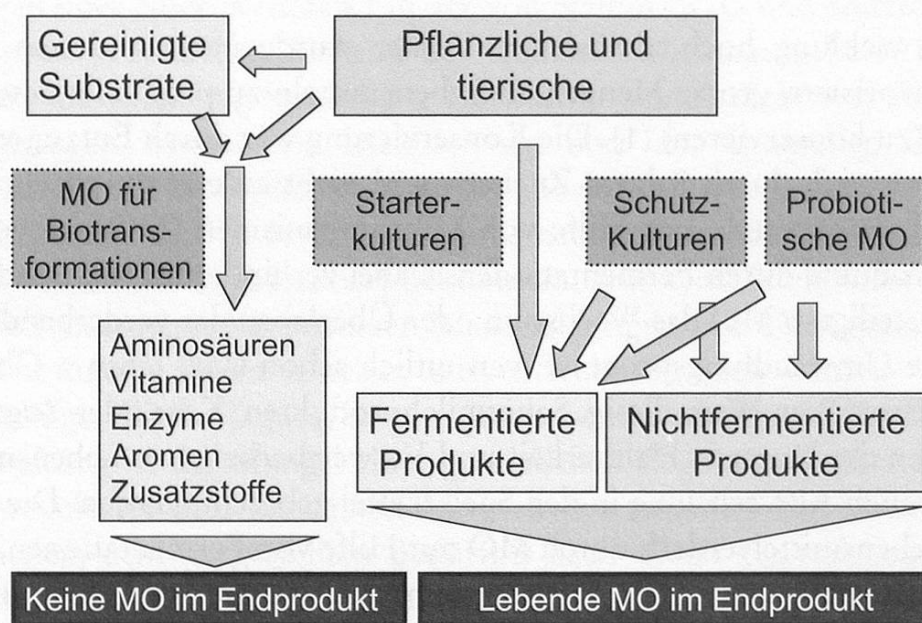 Gereinigte
Substrate
Pflanzliche und
tierische
MO für
Biotrans-
formationen
Starter-
kulturen
Schutz-
Kulturen
Probioti-
sche MO
Aminosäuren
Vitamine
Enzyme
Aromen
Zusatzstoffe
Fermentierte
Produkte
Nichtfermentierte
Produkte
Keine MO im Endprodukt
Lebende MO im Endprodukt